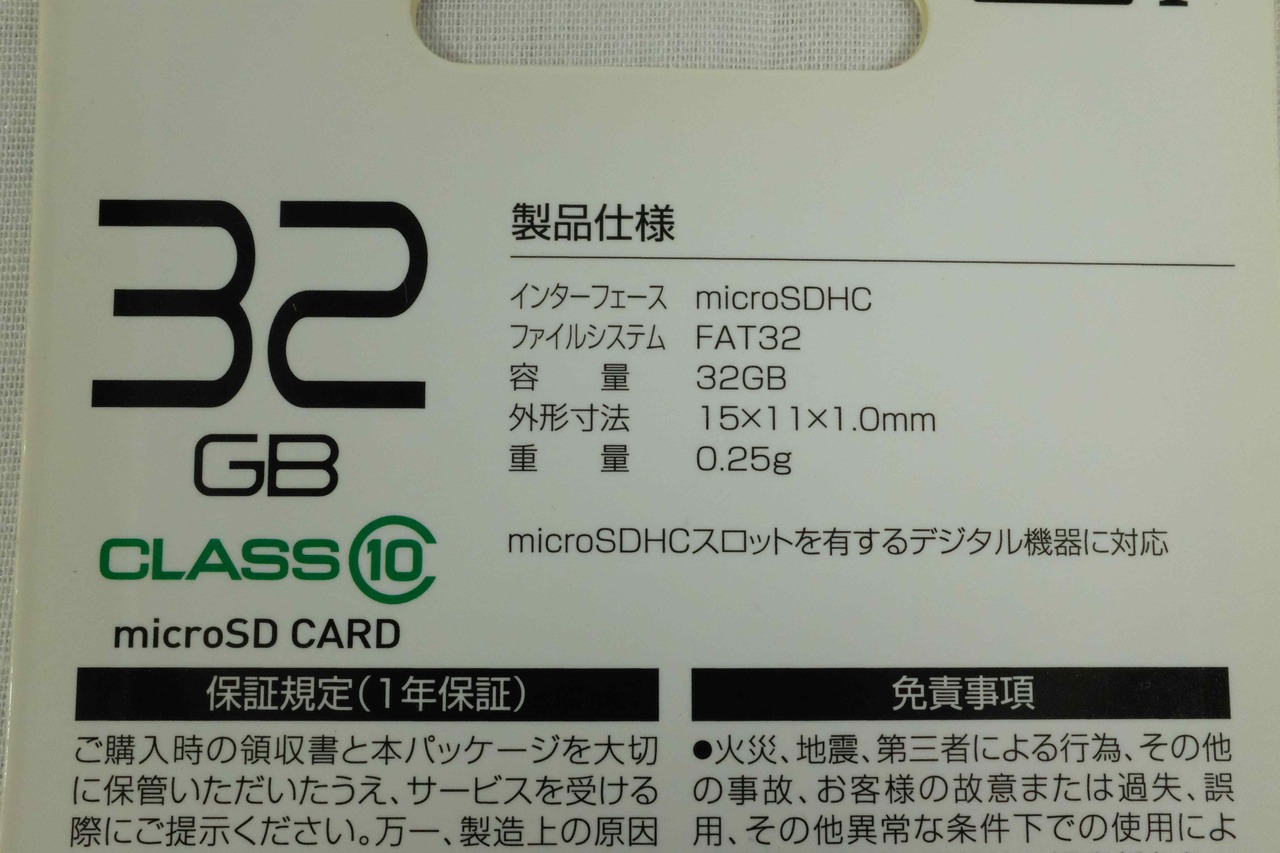 32
GB
CLASS 10
microSD CARD
製品仕様
インターフェース microSDHC
ファイルシステム FAT32
容 量 32GB
外形寸法 15×11×1.0mm
重 量 0.25g
microSDHCスロットを有するデジタル機器に対応
保証規定(1年保証)
ご購入時の領収書と本パッケージを大切
に保管いただいたうえ、サービスを受ける
際にご提示ください。万一、製造上の原因
免責事項
●火災、地震、第三者による行為、その他
の事故、お客様の故意または過失、誤
用、その他異常な条件下での使用によ